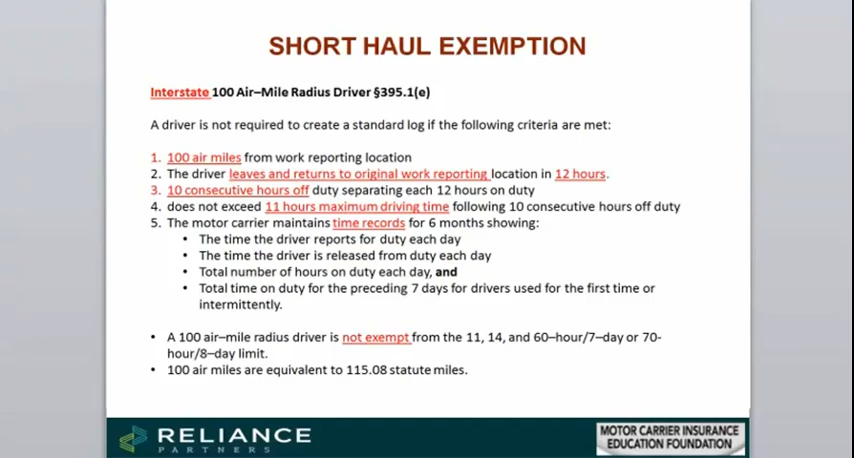 SHORT HAUL EXEMPTION
Interstate 100 Air–Mile Radius Driver §395.1(e)
A driver is not required to create a standard log if the following criteria are met:
1. 100 air miles from work reporting location
2. The driver leaves and returns to original work reporting location in 12 hours.
3. 10 consecutive hours off duty separating each 12 hours on duty
4. does not exceed 11 hours maximum driving time following 10 consecutive hours off duty
5. The motor carrier maintains time records for 6 months showing:
• The time the driver reports for duty each day
• The time the driver is released from duty each day
• Total number of hours on duty each day, and
• Total time on duty for the preceding 7 days for drivers used for the first time or
intermittently.
• A 100 air–mile radius driver is not exempt from the 11, 14, and 60–hour/7–day or 70-
hour/8–day limit.
• 100 air miles are equivalent to 115.08 statute miles.
RELIANCE
PARTNERS
MOTOR CARRIER INSURANCE
EDUCATION FOUNDATION